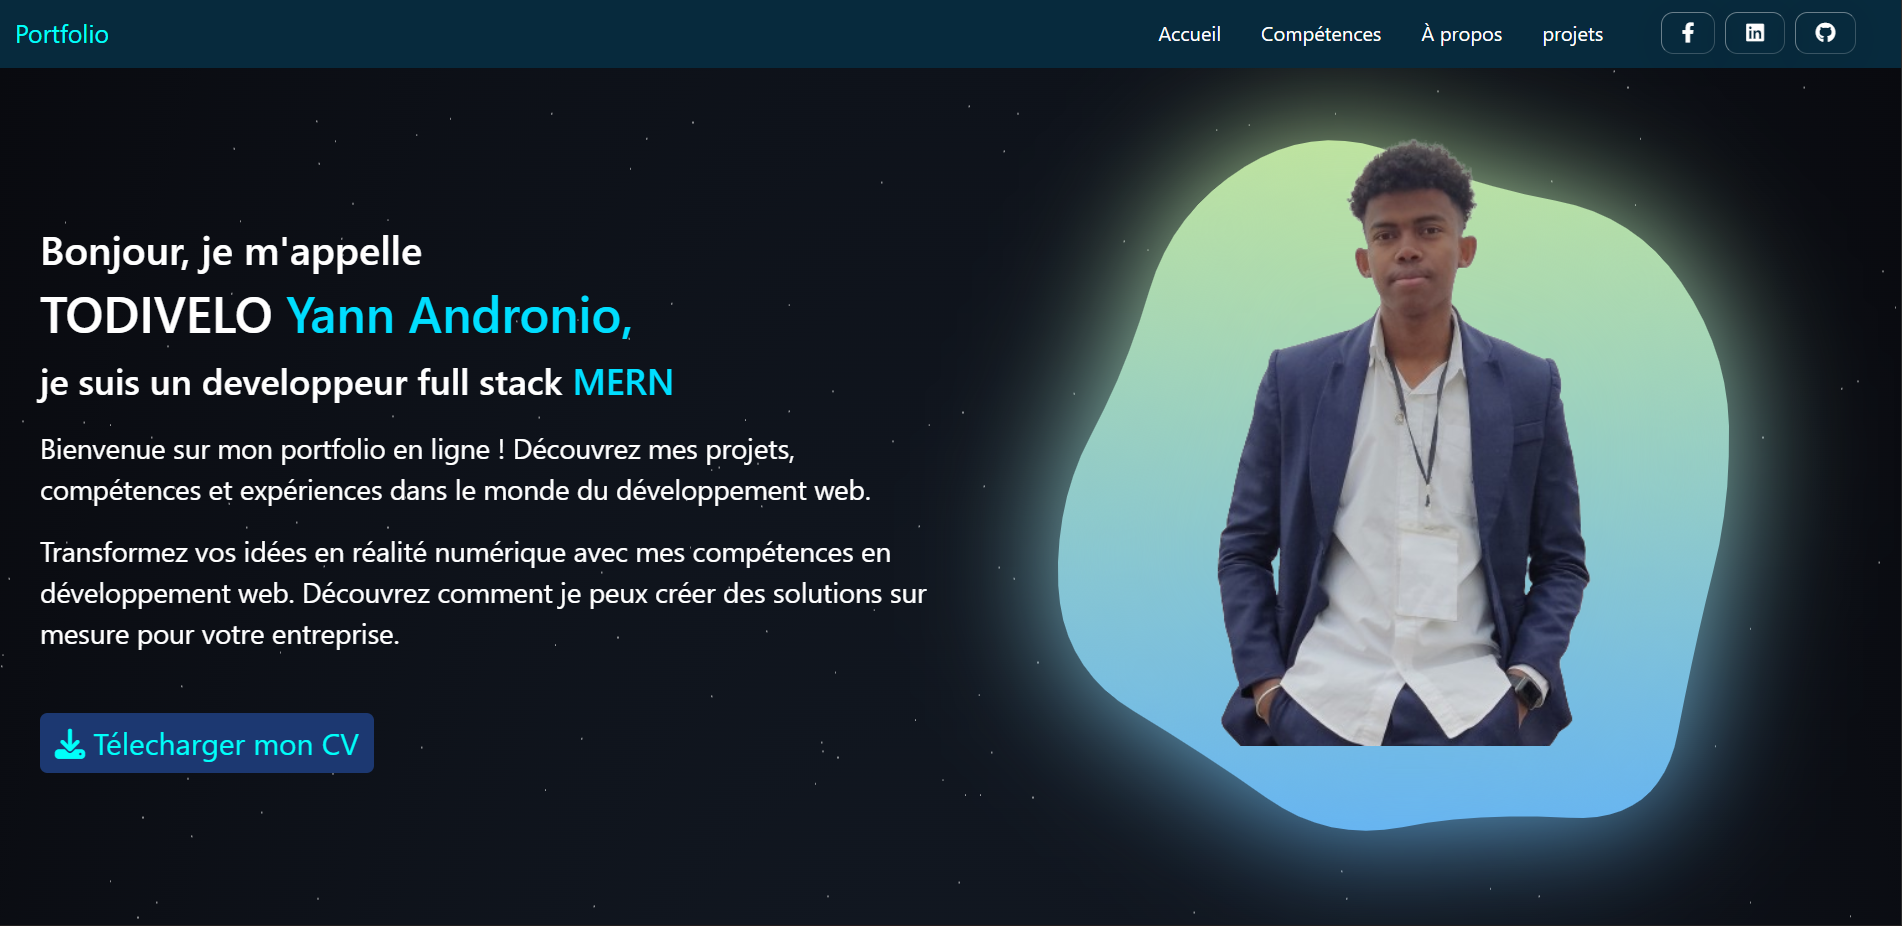 Portfolio
Accueil
Compétences
À propos
projets
Bonjour, je m'appelle
TODIVELO Yann Andronio,
je suis un developpeur full stack MERN
Bienvenue sur mon portfolio en ligne ! Découvrez mes projets,
compétences et expériences dans le monde du développement web.
Transformez vos idées en réalité numérique avec mes compétences en
développement web. Découvrez comment je peux créer des solutions sur
mesure pour votre entreprise.
Télecharger mon CV